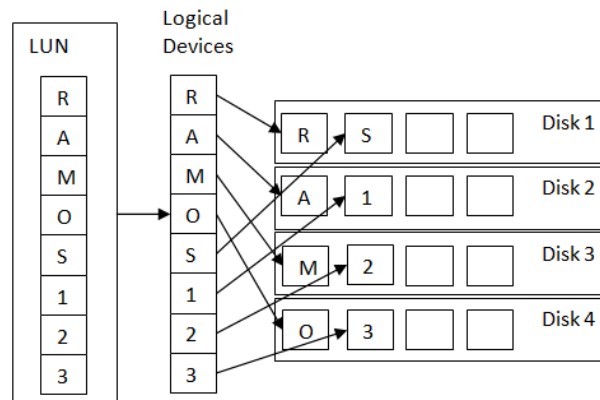 LUN
R
A
M
O
S
1
2
3
Logical
Devices
R
A
M
O
S
1
2
3
R S Disk 1
A 1 Disk 2
M 2 Disk 3
O 3 Disk 4